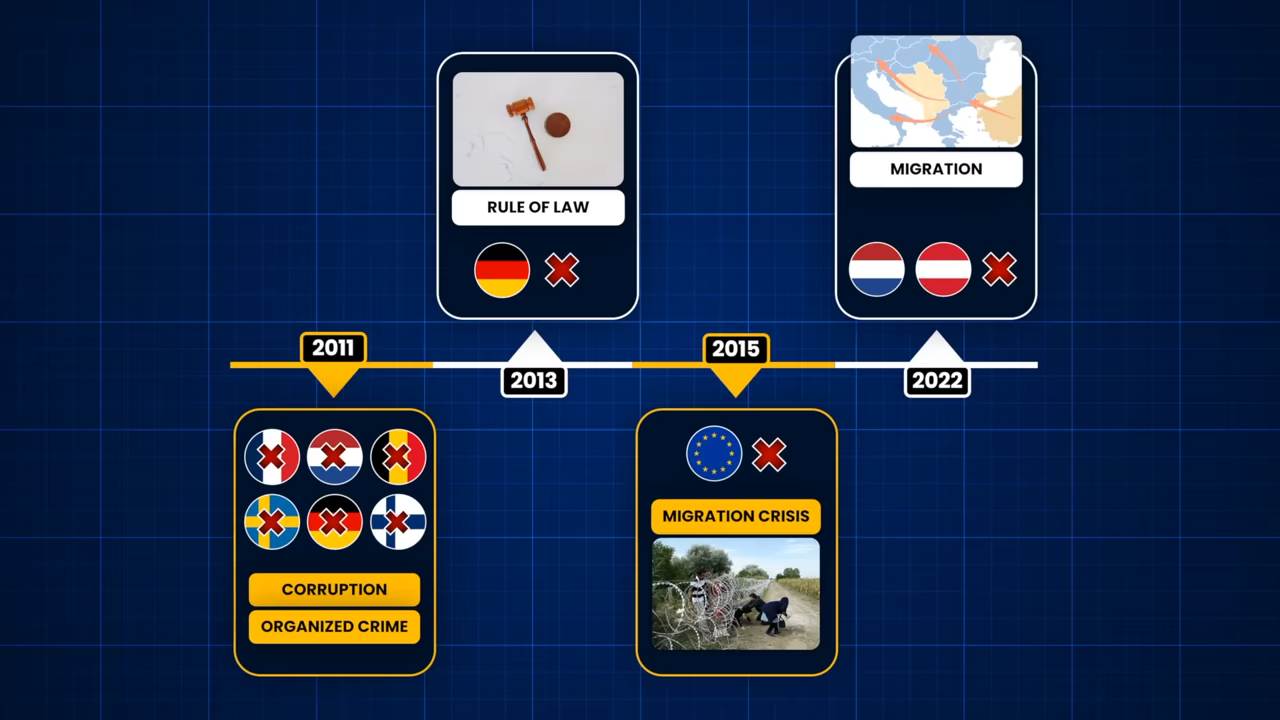 RULE OF LAW
MIGRATION
2011
2013
2015
2022
CORRUPTION
ORGANIZED CRIME
MIGRATION CRISIS